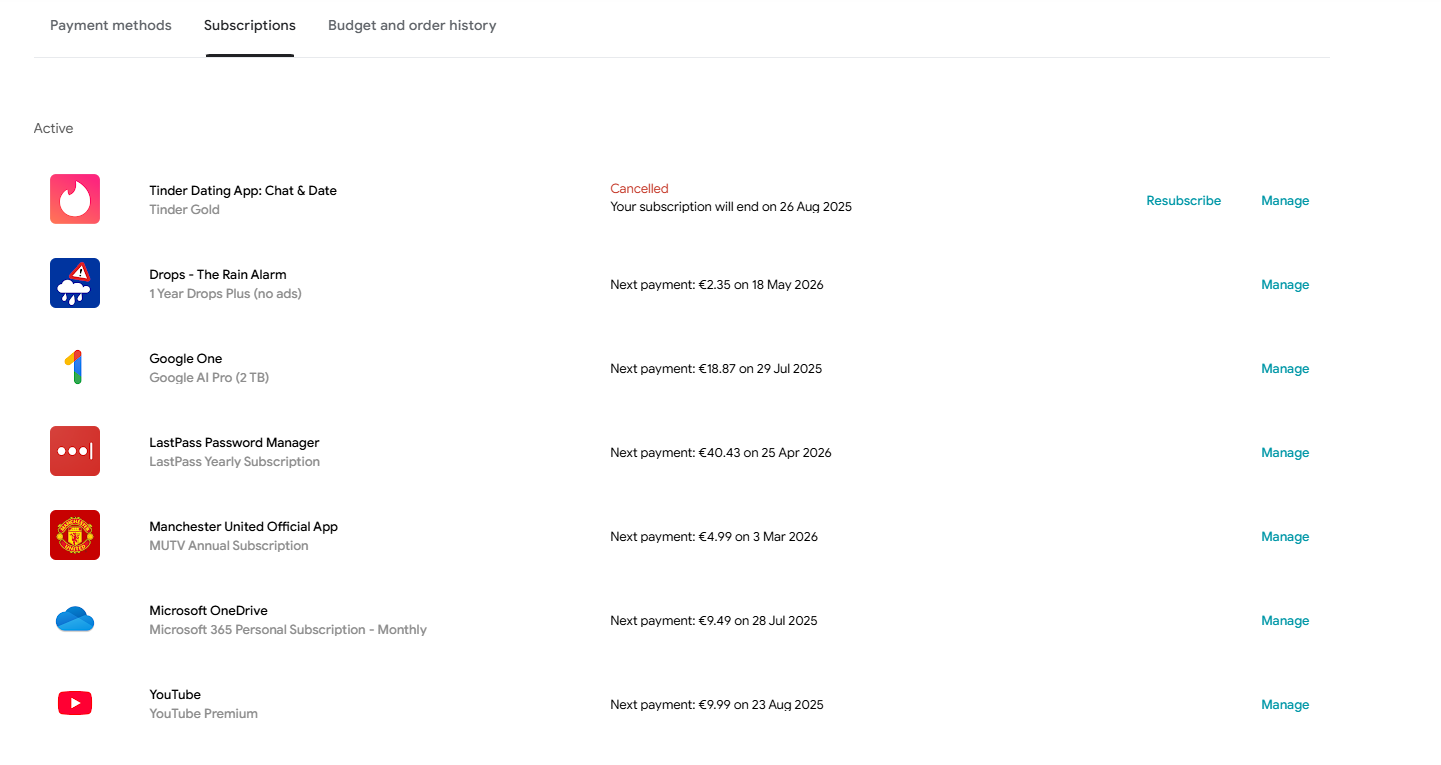 Payment methods Subscriptions Budget and order history
Active
Tinder Dating App: Chat & Date
Tinder Gold
Cancelled
Your subscription will end on 26 Aug 2025
Resubscribe Manage
Drops - The Rain Alarm
1 Year Drops Plus (no ads)
Next payment: €2.35 on 18 May 2026
Manage
Google One
Google AI Pro (2 TB)
Next payment: €18.87 on 29 Jul 2025
Manage
LastPass Password Manager
LastPass Yearly Subscription
Next payment: €40.43 on 25 Apr 2026
Manage
MANCHESTER
UNITED
Manchester United Official App
MUTV Annual Subscription
Next payment: €4.99 on 3 Mar 2026
Manage
Microsoft OneDrive
Microsoft 365 Personal Subscription - Monthly
Next payment: €9.49 on 28 Jul 2025
Manage
YouTube
YouTube Premium
Next payment: €9.99 on 23 Aug 2025
Manage